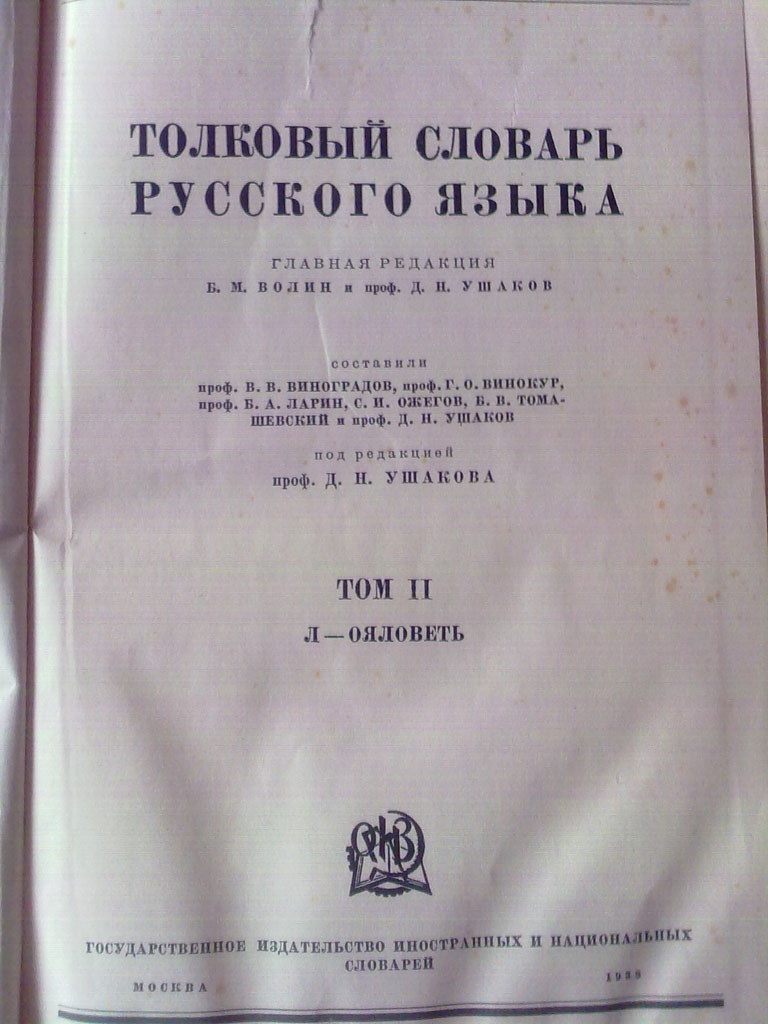 ТОЛКОВЫЙ СЛОВАРЬ
РУССКОГО ЯЗЫКА
ГЛАВНАЯ РЕДАКЦИЯ
Б. М. ВОЛИН и проф. Д. Н. УШАКОВ
составили
проф. В. В. ВИНОГРАДОВ, проф. Г. О. ВИНОКУР,
проф. Б. А. ЛАРИН, С. И. ОЖЕГОВ, Б. В. ТОМА-
ШЕВСКИЙ и проф. Д. Н. УШАКОВ
под редакцией
проф. Д. Н. УШАКОВА
ТОМ II
Л—ОЯЛОВЕТЬ
ГОСУДАРСТВЕННОЕ ИЗДАТЕЛЬСТВО ИНОСТРАННЫХ И НАЦИОНАЛЬНЫХ
СЛОВАРЕЙ
МОСКВА 1938